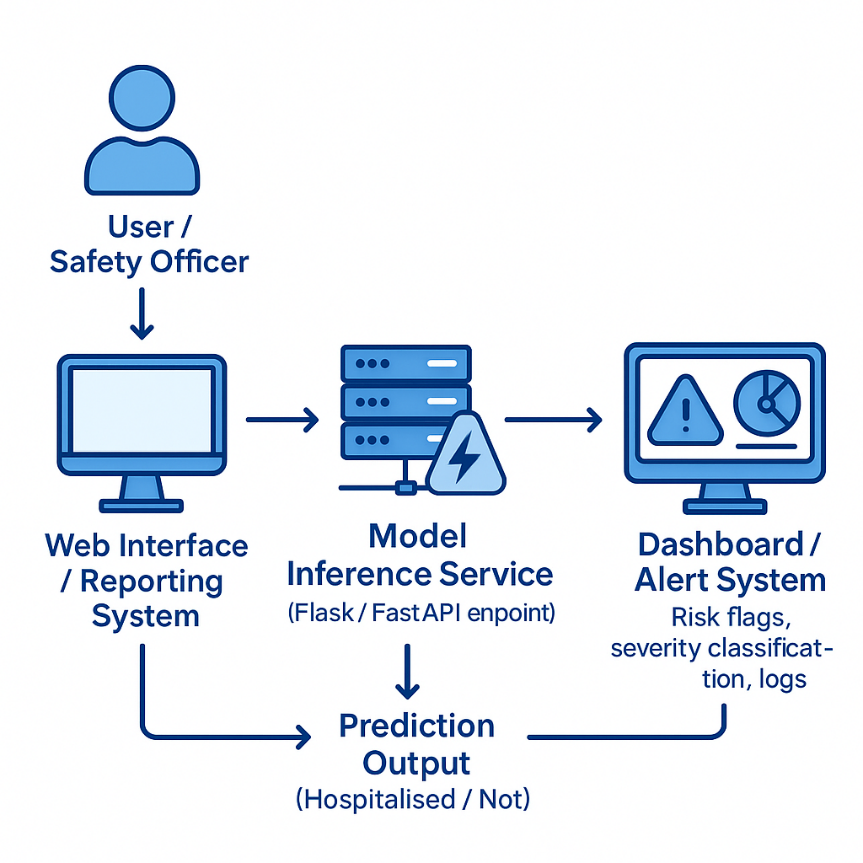 User /
Safety Officer
Web Interface
/ Reporting
System
Model
Inference Service
(Flask / FastAPI enpoint)
Dashboard /
Alert System
Risk flags,
severity classificat-
tion, logs
Prediction
Output
(Hospitalised / Not)